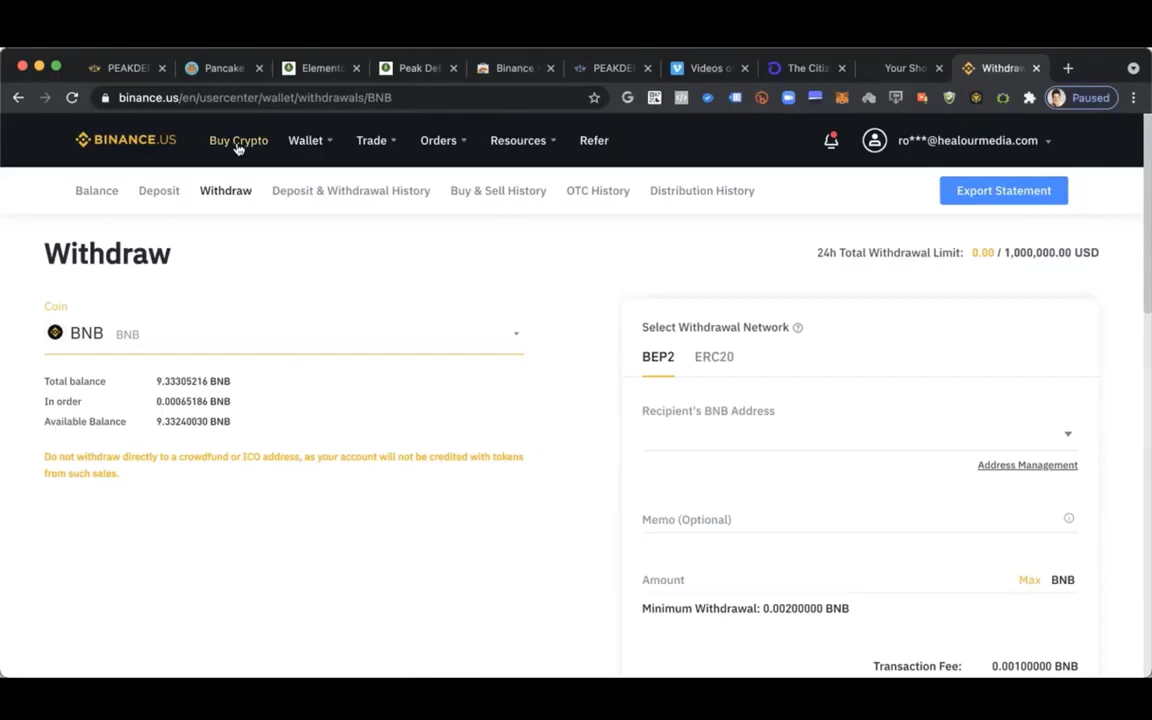 PEAKDE
Pancake
Element
Peak De
Binance
PEAKDE
Videos o
The Citi
Your Sho
Withdraw
binance.us/en/usercenter/wallet/withdrawals/BNB
Paused
BINANCE.US
Buy Crypto
Wallet
Trade
Orders
Resources
Refer
ro***@healourmedia.com
Balance
Deposit
Withdraw
Deposit & Withdrawal History
Buy & Sell History
OTC History
Distribution History
Export Statement
Withdraw
24h Total Withdrawal Limit: 0.00 / 1,000,000.00 USD
Coin
BNB BNB
Total balance 9.33305216 BNB
In order 0.00065186 BNB
Available Balance 9.33240030 BNB
Do not withdraw directly to a crowdfund or ICO address, as your account will not be credited with tokens
from such sales.
Select Withdrawal Network
BEP2 ERC20
Recipient's BNB Address
Address Management
Memo (Optional)
Amount Max BNB
Minimum Withdrawal: 0.00200000 BNB
Transaction Fee: 0.00100000 BNB